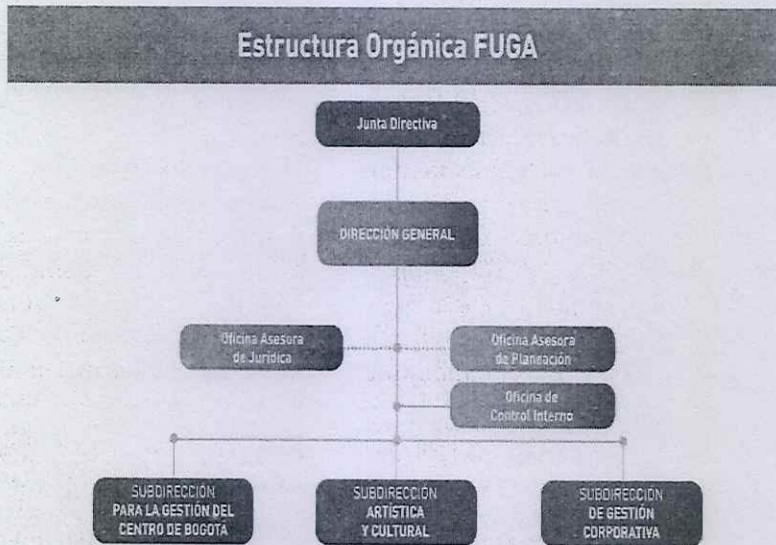 Estructura Orgánica FUGA
Junta Directiva
DIRECCIÓN GENERAL
Oficina Asesora
de Jurídica
Oficina Asesora
de Planeación
Oficina de
Control Interno
SUBDIRECCIÓN
PARA LA GESTIÓN DEL
CENTRO DE BOGOTÁ
SUBDIRECCIÓN
ARTÍSTICA
Y CULTURAL
SUBDIRECCIÓN
DE GESTIÓN
CORPORATIVA